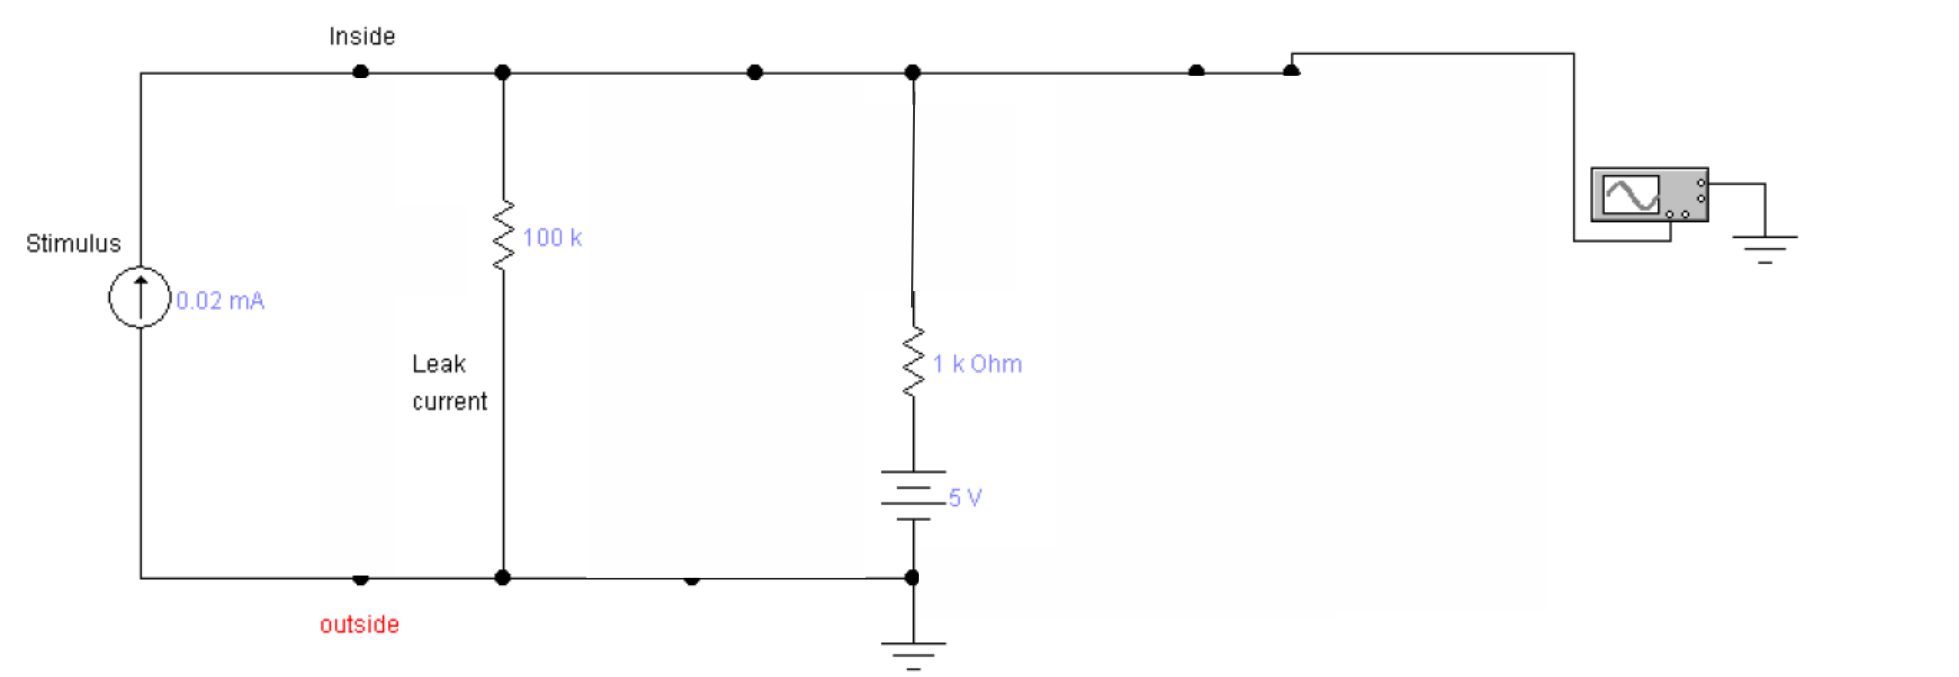 Inside
Stimulus
100 k
0.02 mA
Leak
current
1 k Ohm
5 V
outside